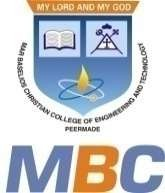 MY LORD AND MY GOD
MAR BASELIOS CHRISTIAN COLLEGE OF ENGINEERING AND TECHNOLOGY
PEERMADE
MBC